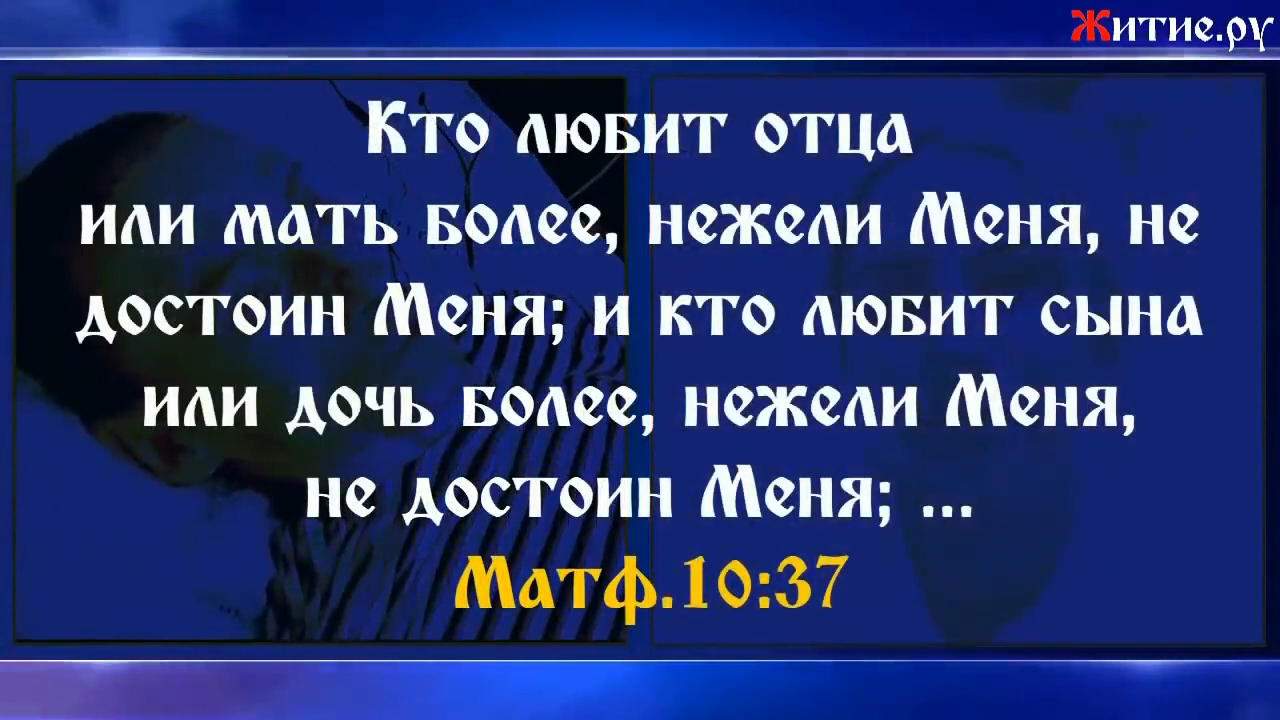 Житие.ру
Кто любит отца
или мать более, нежели Меня, не
достоин Меня; и кто любит сына
или дочь более, нежели Меня,
не достоин Меня; ...
Матф.10:37